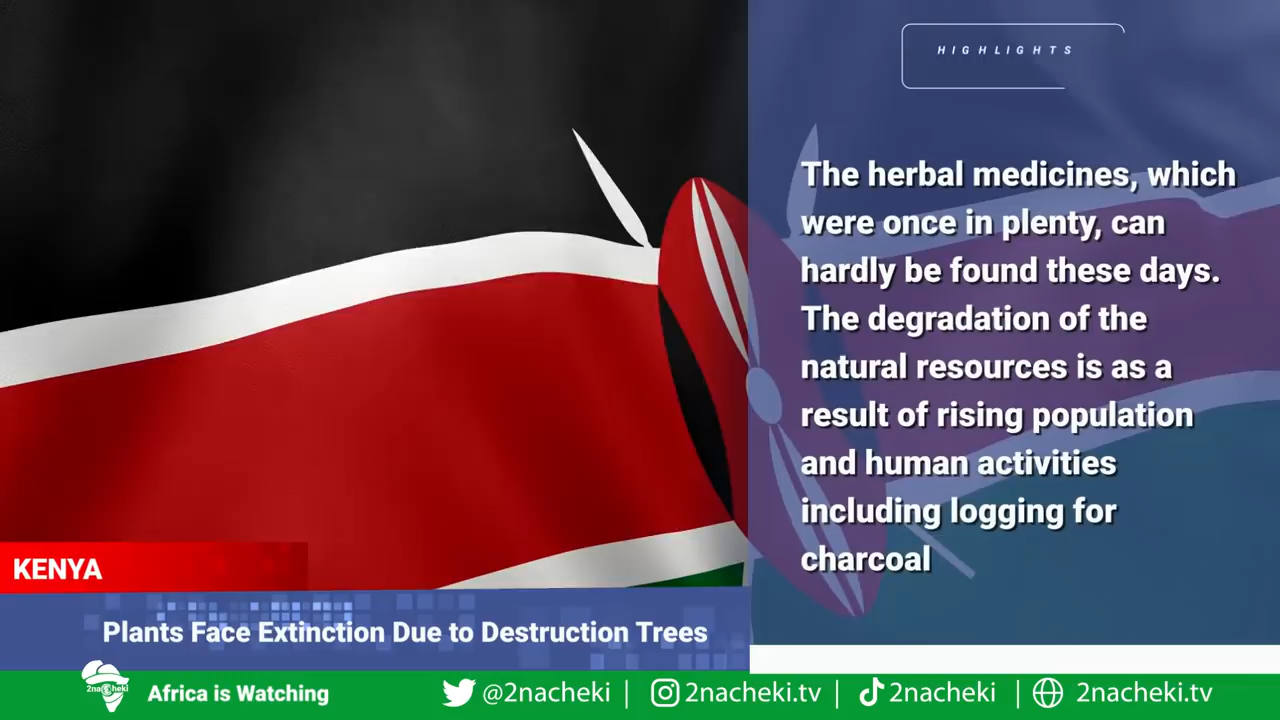 HIGHLIGHTS
The herbal medicines, which
were once in plenty, can
hardly be found these days.
The degradation of the
natural resources is as a
result of rising population
and human activities
including logging for
charcoal
KENYA
Plants Face Extinction Due to Destruction Trees
2nacheki
Africa is Watching
@2nacheki |
2nacheki.tv |
2nacheki |
2nacheki.tv